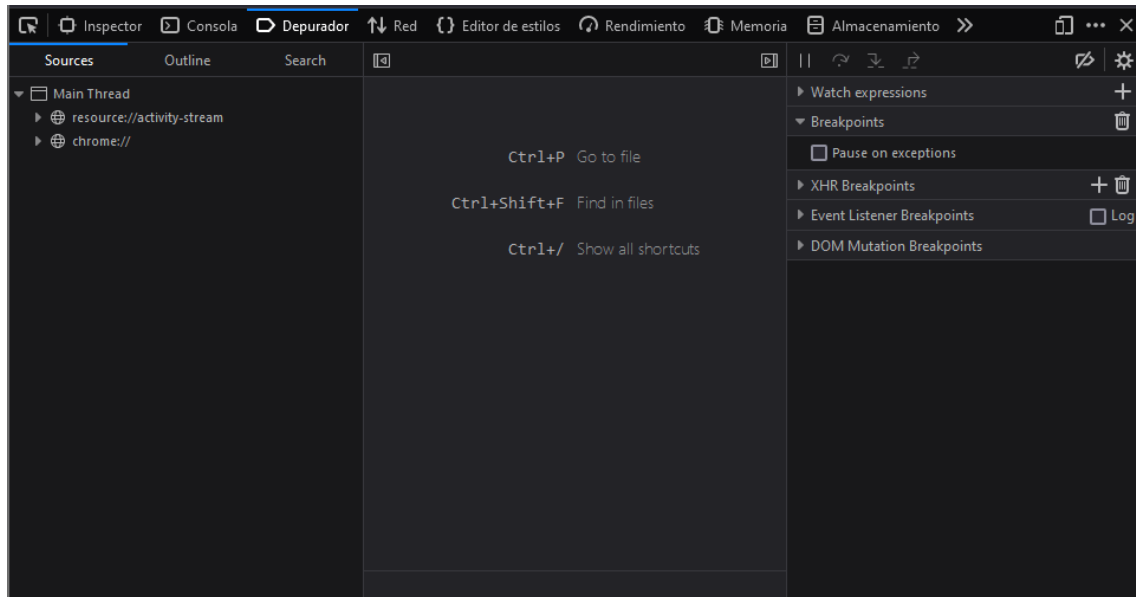 Inspector Consola Depurador Red Editor de estilos Rendimiento Memoria Almacenamiento
Sources Outline Search
Main Thread
resource://activity-stream
chrome://
Ctrl+P Go to file
Ctrl+Shift+F Find in files
Ctrl+/ Show all shortcuts
Watch expressions
Breakpoints
Pause on exceptions
XHR Breakpoints
Event Listener Breakpoints Log
DOM Mutation Breakpoints